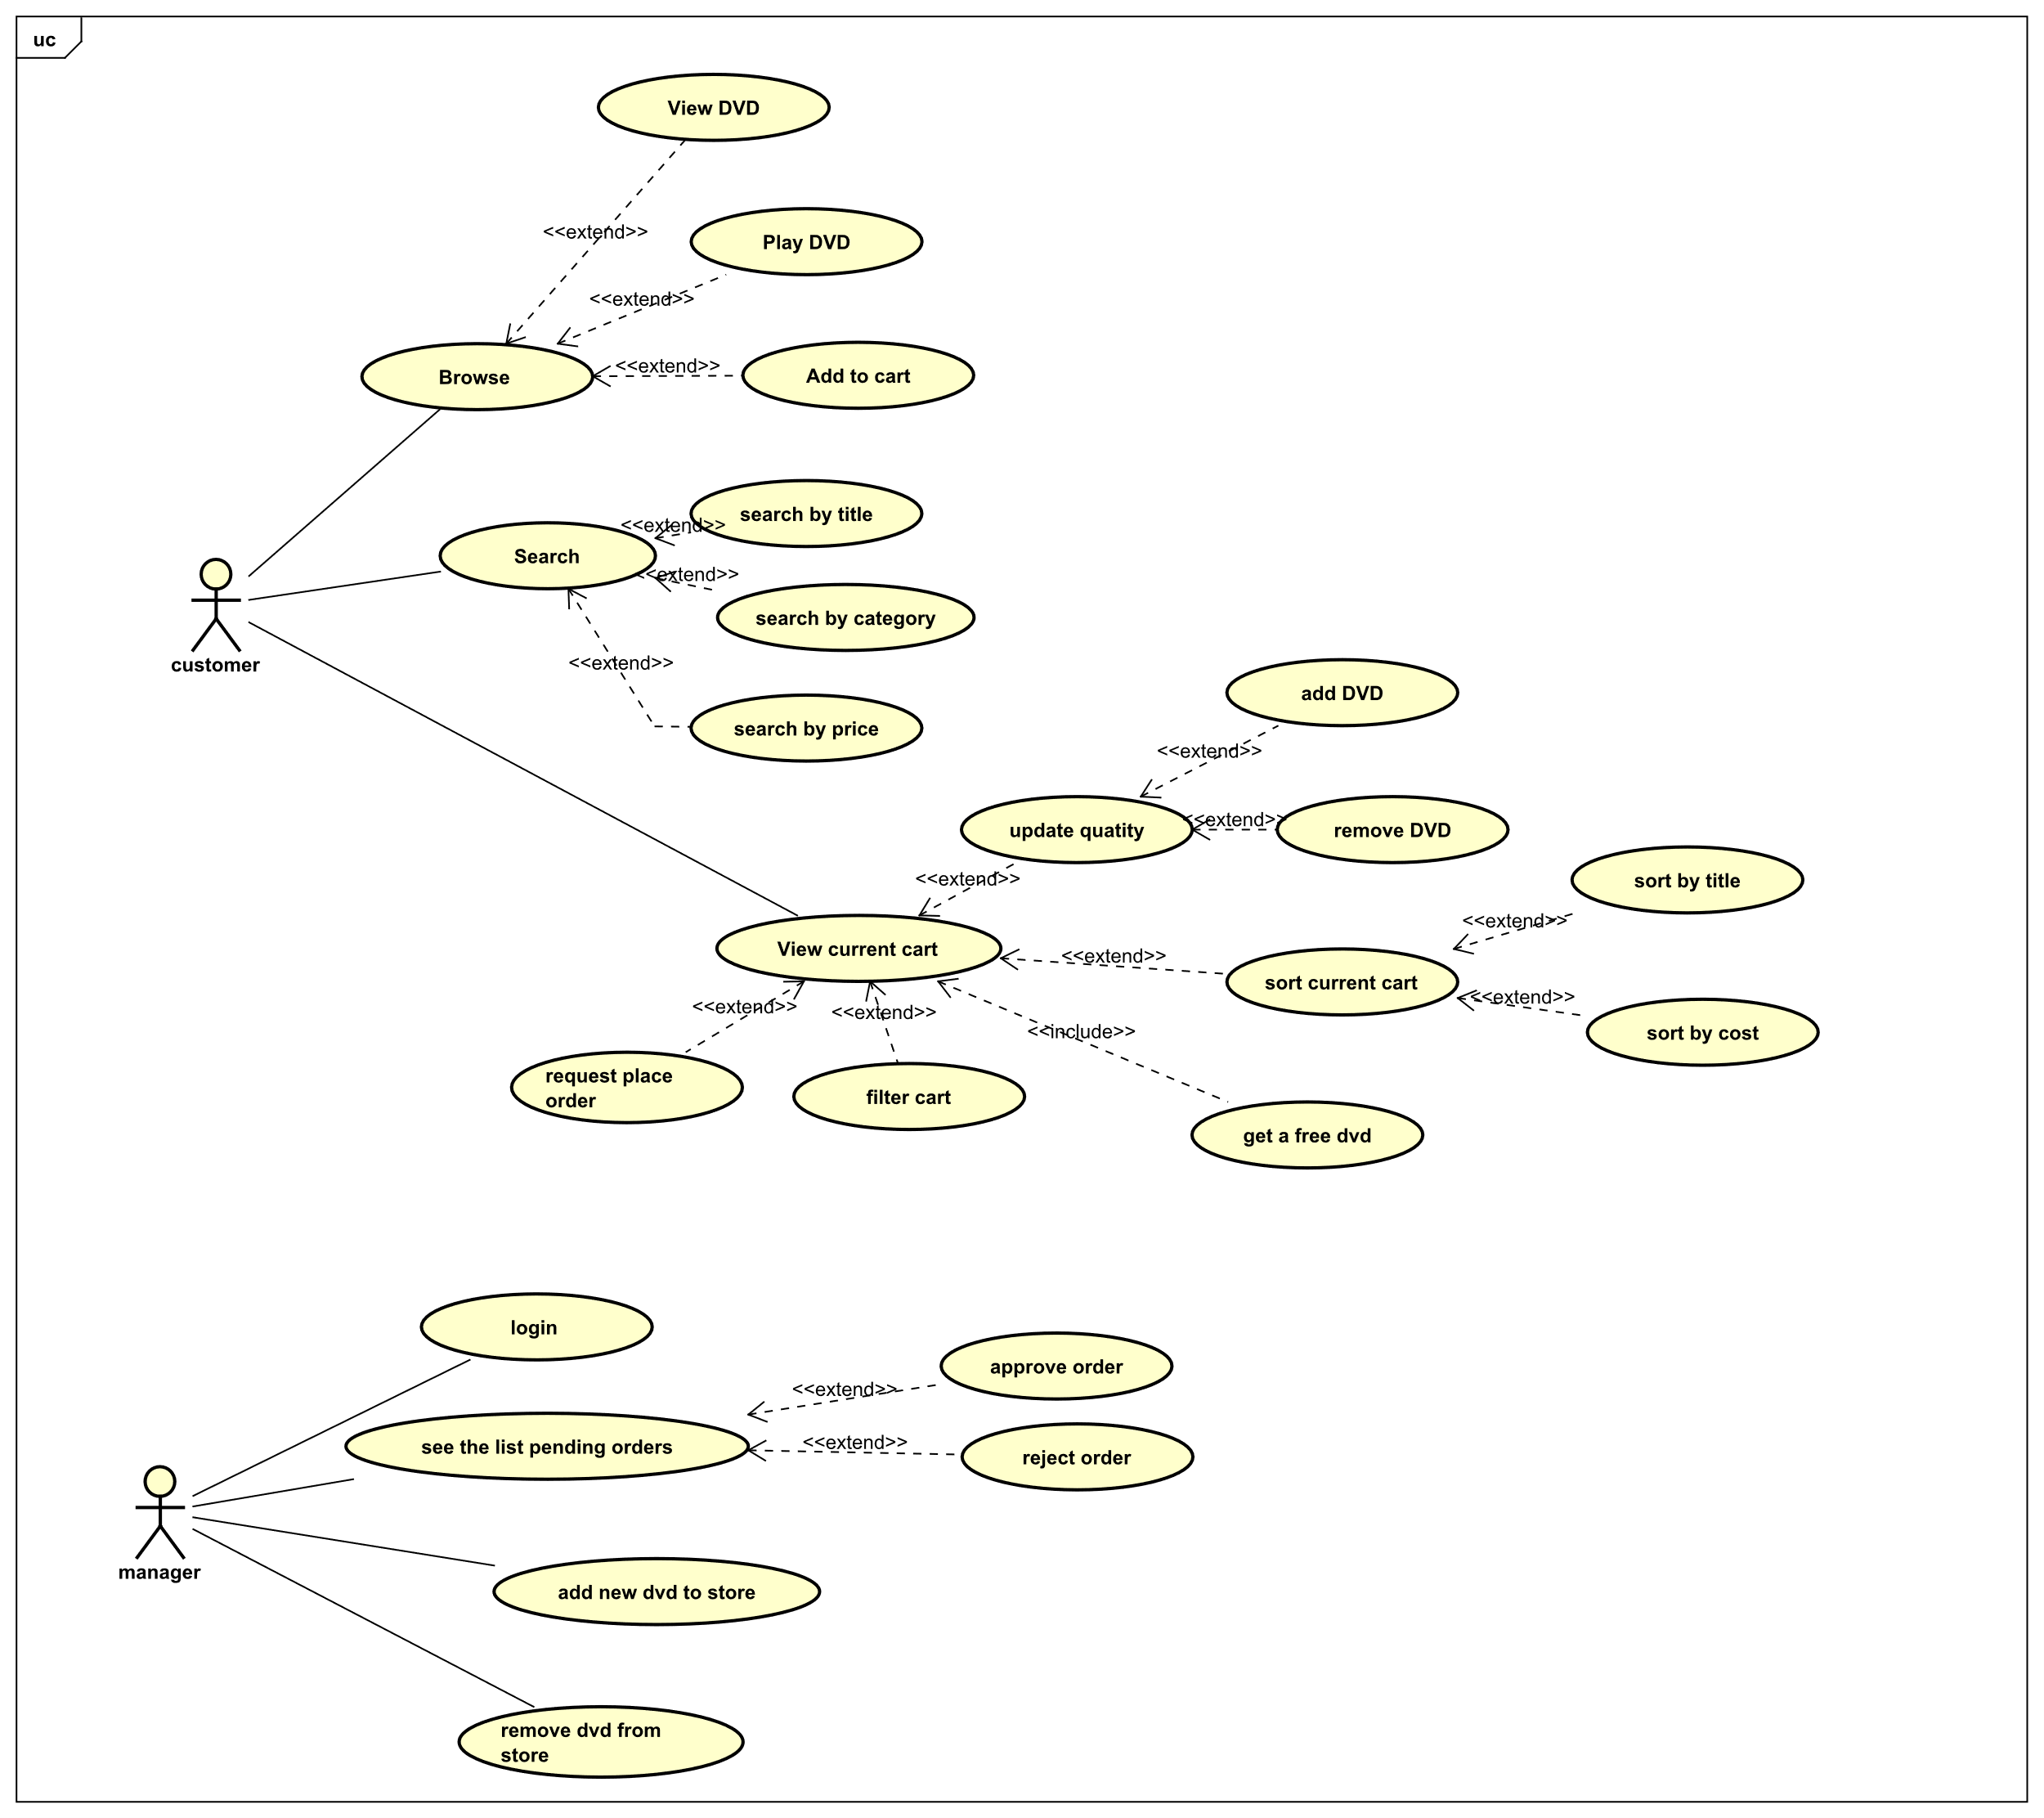 uc
View DVD
<<extend>>
Play DVD
<<extend>>
<<extend>>
Browse
Add to cart
search by title
<<extend>>
Search
<<extend>>
search by category
customer
<<extend>>
search by price
add DVD
<<extend>>
update quatity
<<extend>>
remove DVD
<<extend>>
sort by title
<<extend>>
View current cart
<<extend>>
sort current cart
<<extend>>
<<extend>>
<<extend>>
<<include>>
sort by cost
request place
order
filter cart
get a free dvd
login
approve order
<<extend>>
see the list pending orders
<<extend>>
reject order
manager
add new dvd to store
remove dvd from
store